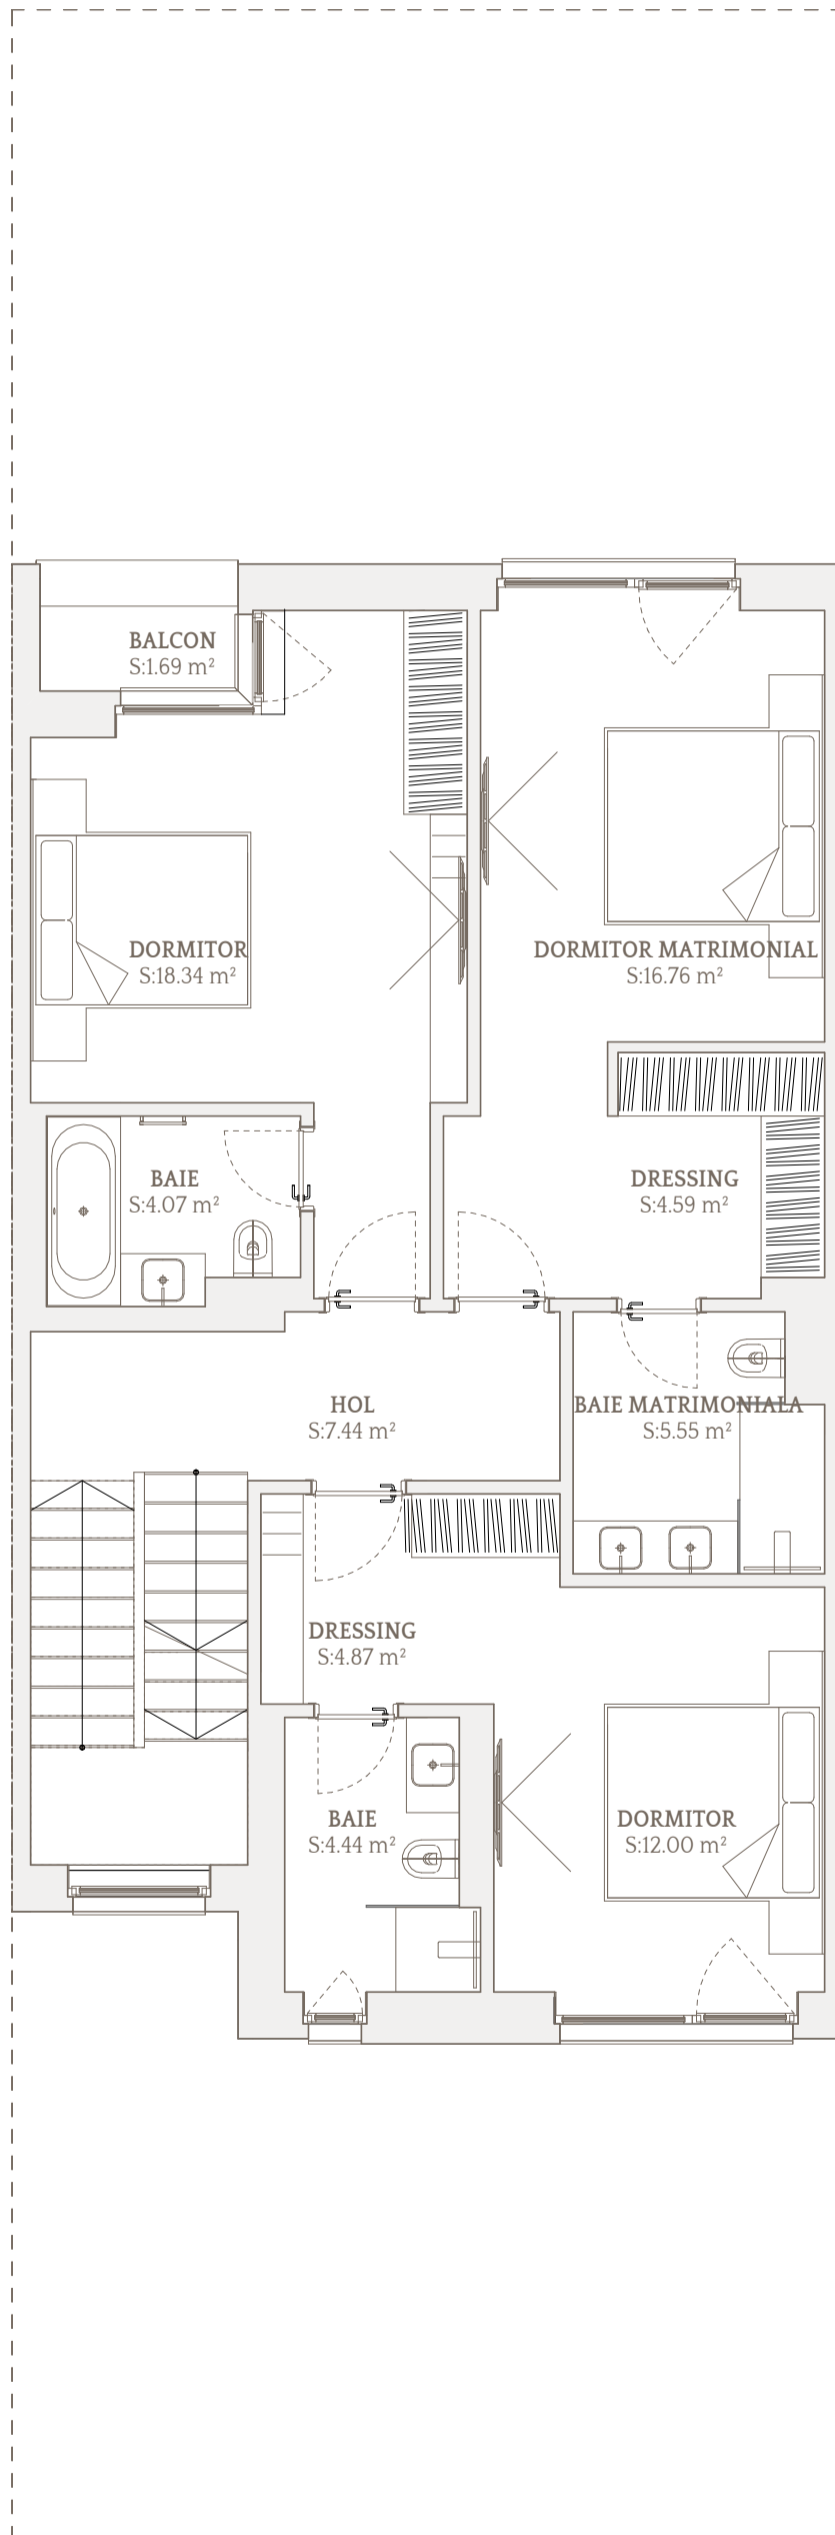 BALCON
S:1.69 m²
DORMITOR
S:18.34 m²
DORMITOR MATRIMONIAL
S:16.76 m²
BAIE
S:4.07 m²
DRESSING
S:4.59 m²
HOL
S:7.44 m²
BAIE MATRIMONIALA
S:5.55 m²
DRESSING
S:4.87 m²
BAIE
S:4.44 m²
DORMITOR
S:12.00 m²